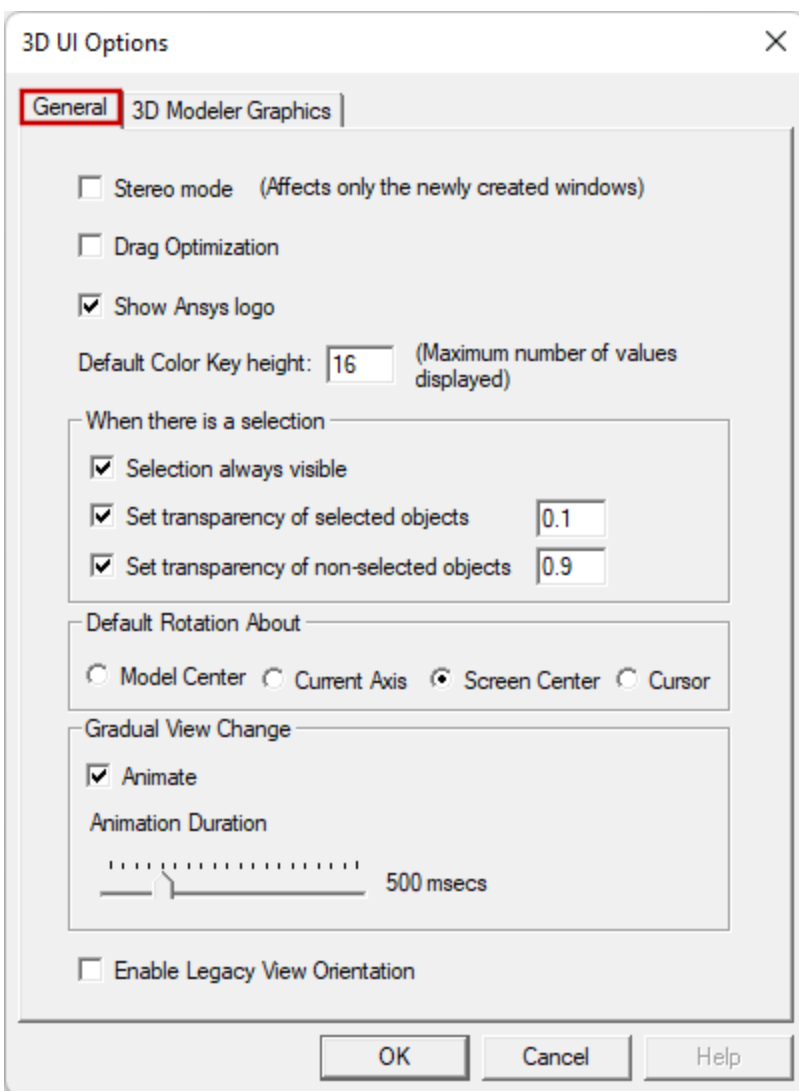 3D UI Options
General
3D Modeler Graphics
Stereo mode (Affects only the newly created windows)
Drag Optimization
Show Ansys logo
Default Color Key height: 16 (Maximum number of values
displayed)
When there is a selection
Selection always visible
Set transparency of selected objects 0.1
Set transparency of non-selected objects 0.9
Default Rotation About
Model Center Current Axis Screen Center Cursor
Gradual View Change
Animate
Animation Duration
500 msecs
Enable Legacy View Orientation
OK Cancel Help